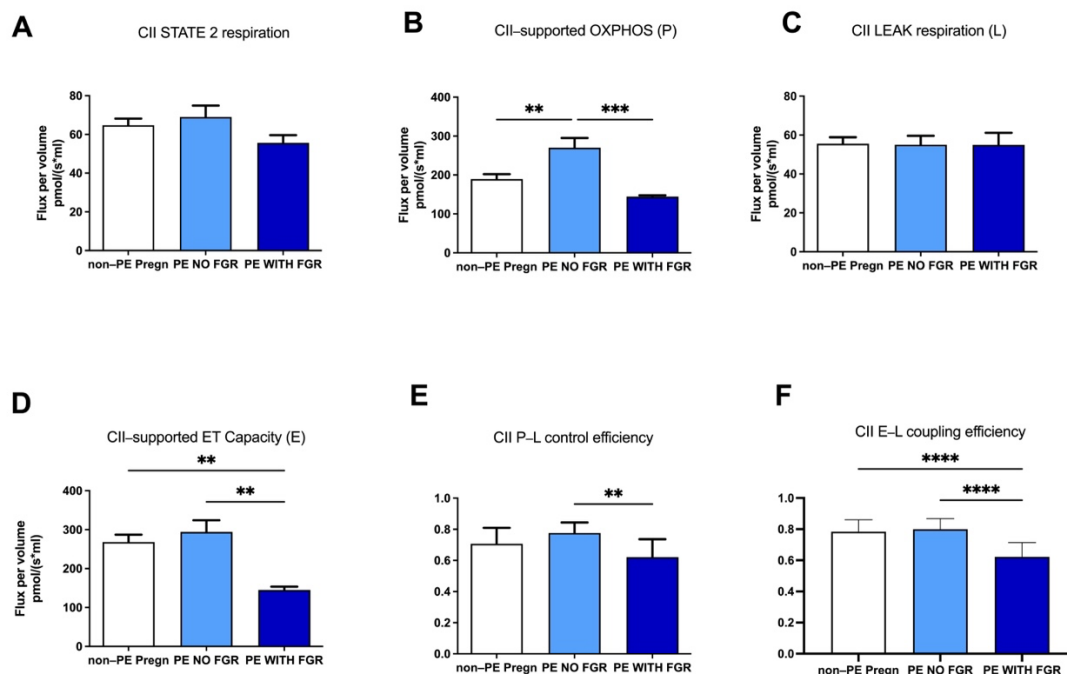 A
CII STATE 2 respiration
Flux per volume
pmol/(s*ml)
80
60
40
20
0
non–PE Pregn PE NO FGR PE WITH FGR
B
CII–supported OXPHOS (P)
** ***
Flux per volume
pmol/(s*ml)
400
300
200
100
0
non–PE Pregn PE NO FGR PE WITH FGR
C
CII LEAK respiration (L)
Flux per volume
pmol/(s*ml)
80
60
40
20
0
non–PE Pregn PE NO FGR PE WITH FGR
D
CII–supported ET Capacity (E)
**
**
Flux per volume
pmol/(s*ml)
400
300
200
100
0
non–PE Pregn PE NO FGR PE WITH FGR
E
CII P–L control efficiency
**
1.0
0.8
0.6
0.4
0.2
0.0
non–PE Pregn PE NO FGR PE WITH FGR
F
CII E–L coupling efficiency
****
****
1.0
0.8
0.6
0.4
0.2
0.0
non–PE Pregn PE NO FGR PE WITH FGR